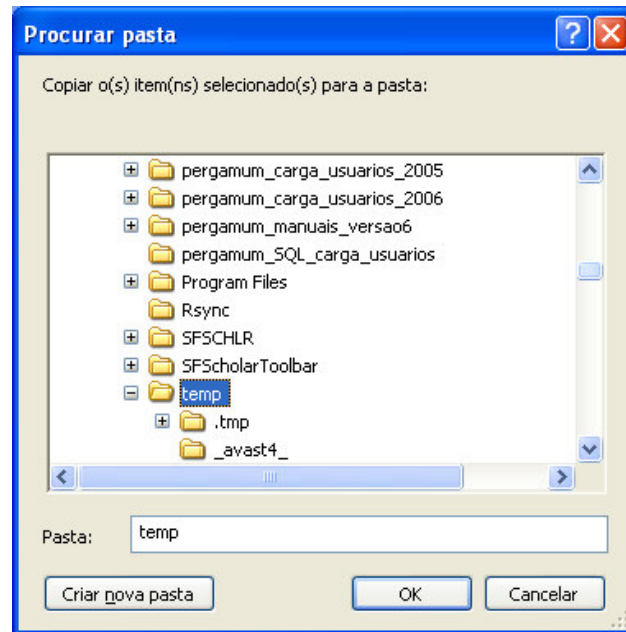 Procurar pasta
Copiar o(s) item(ns) selecionado(s) para a pasta:
pergamum_carga_usuarios_2005
pergamum_carga_usuarios_2006
pergamum_manuais_versao6
pergamum_SQL_carga_usuarios
Program Files
Rsync
SFSCHLR
SFScholarToolbar
temp
.tmp
_avast4_
Pasta: temp
Criar nova pasta OK Cancelar